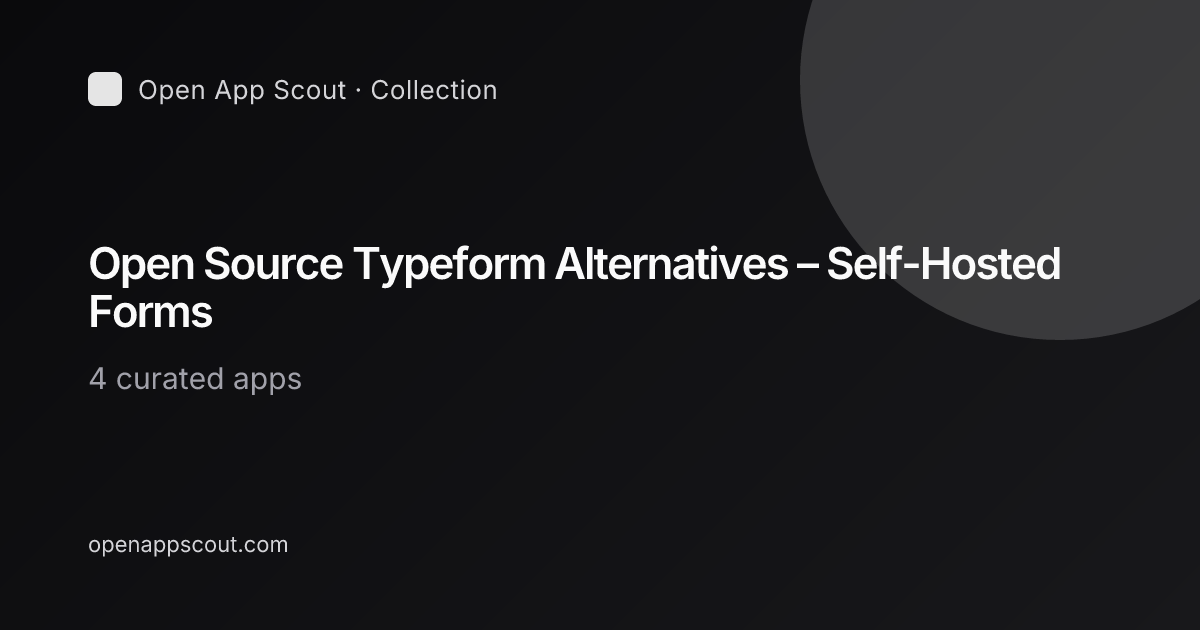 Open App Scout · Collection
Open Source Typeform Alternatives – Self-Hosted
Forms
4 curated apps
openappscout.com